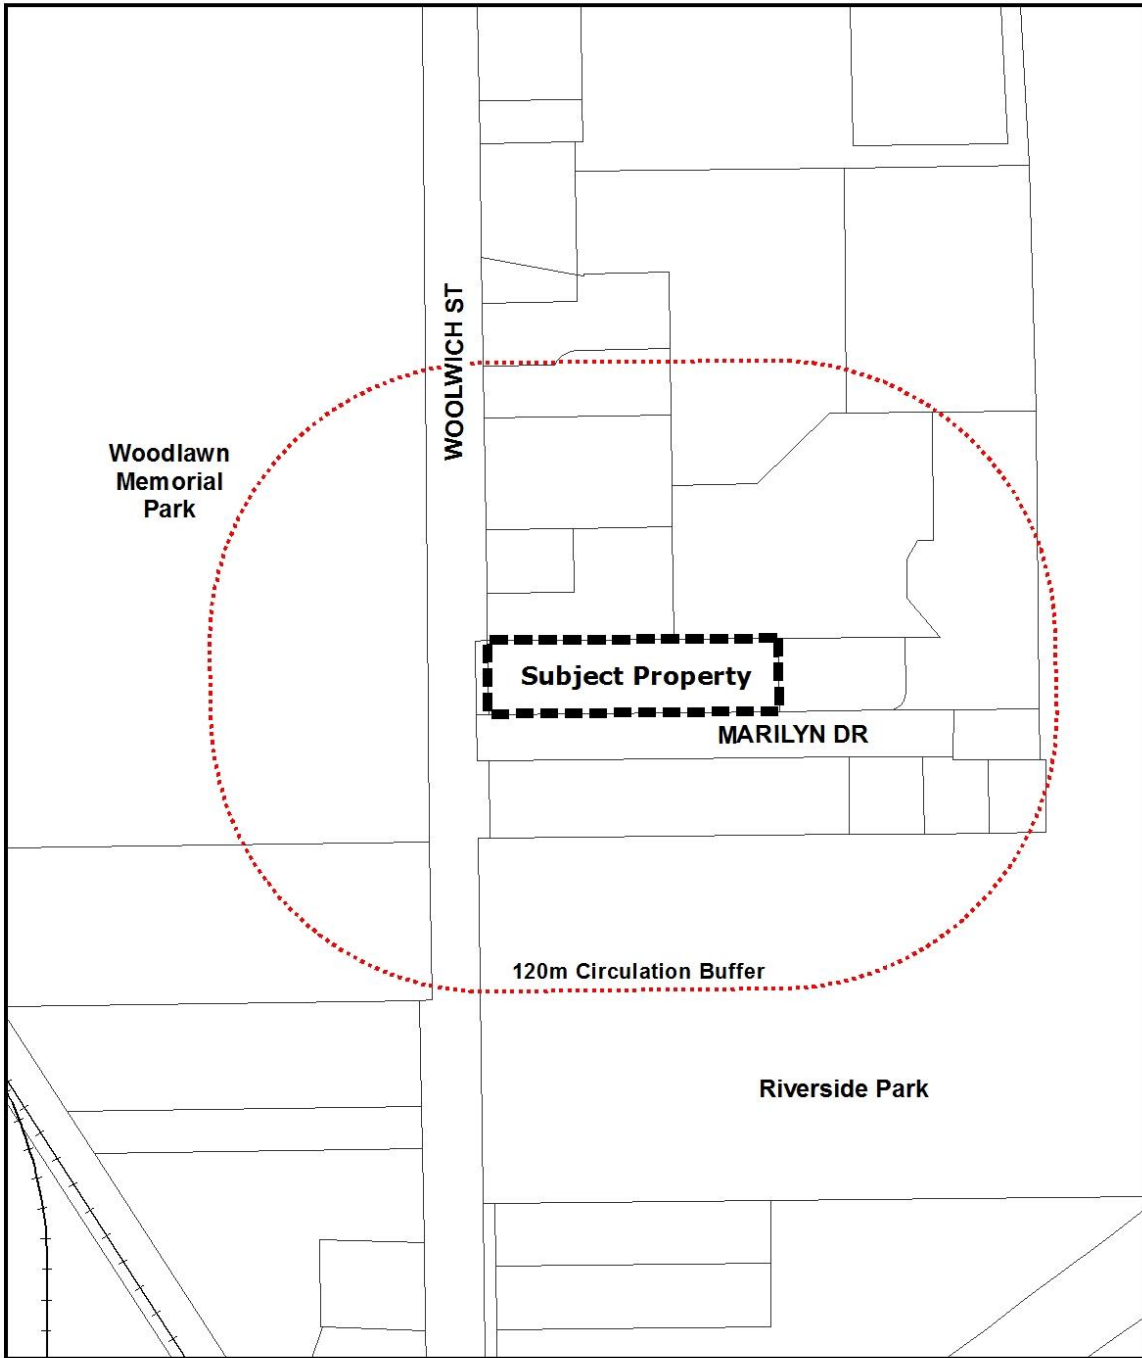 WOOLWICH ST
Woodlawn
Memorial
Park
Subject Property
MARILYN DR
120m Circulation Buffer
Riverside Park